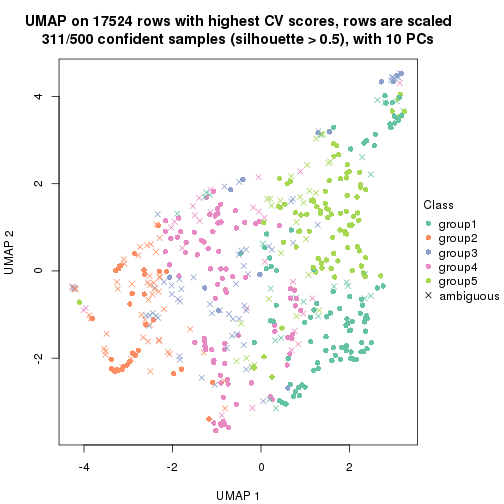 UMAP on 17524 rows with highest CV scores, rows are scaled
311/500 confident samples (silhouette > 0.5), with 10 PCs
4
2
0
-2
UMAP 2
-4
-2
0
2
UMAP 1
Class
group1
group2
group3
group4
group5
ambiguous